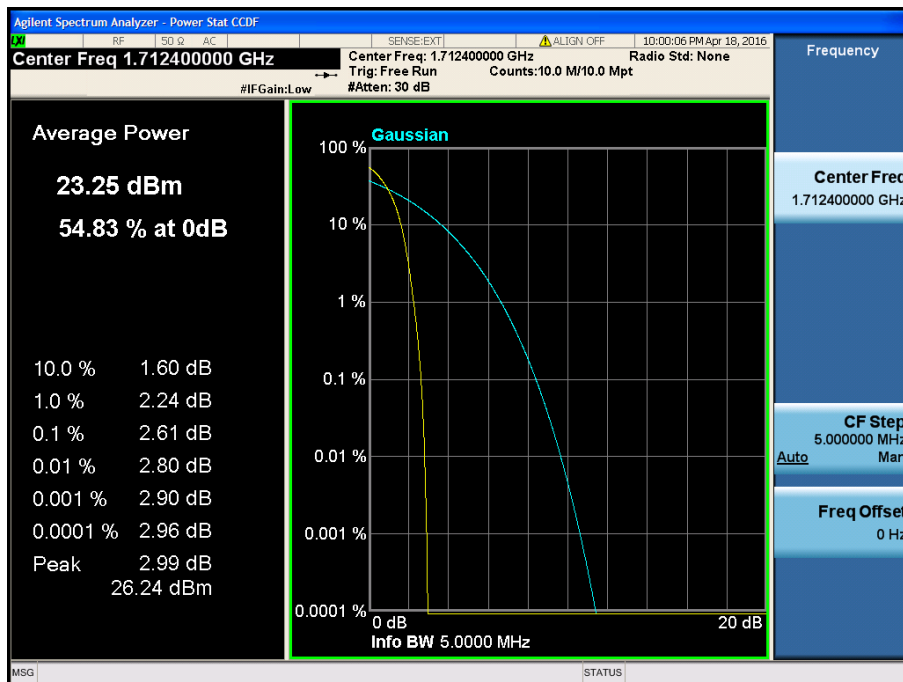 Agilent Spectrum Analyzer - Power Stat CCDF
LXI RF 50 Ω AC SENSE:EXT ALIGN OFF 10:00:06 PM Apr 18, 2016
Center Freq 1.712400000 GHz
Center Freq: 1.712400000 GHz Radio Std: None
Trig: Free Run Counts:10.0 M/10.0 Mpt
#IFGain:Low #Atten: 30 dB
Frequency
Average Power
23.25 dBm
54.83 % at 0dB
10.0 % 1.60 dB
1.0 % 2.24 dB
0.1 % 2.61 dB
0.01 % 2.80 dB
0.001 % 2.90 dB
0.0001 % 2.96 dB
Peak 2.99 dB
26.24 dBm
Gaussian
100 %
10 %
1 %
0.1 %
0.01 %
0.001 %
0.0001 %
0 dB 20 dB
Info BW 5.0000 MHz
Center Freq
1.712400000 GHz
CF Step
5.000000 MHz
Auto Man
Freq Offset
0 Hz
MSG STATUS